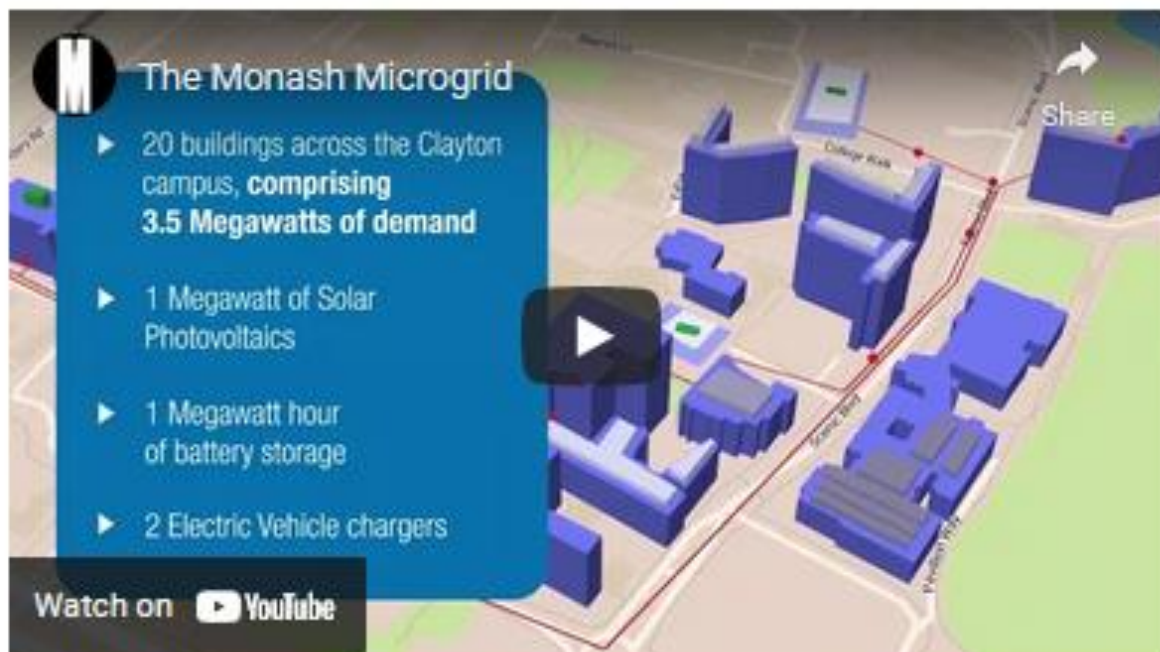 M
The Monash Microgrid
Share
20 buildings across the Clayton
campus, comprising
3.5 Megawatts of demand
1 Megawatt of Solar
Photovoltaics
1 Megawatt hour
of battery storage
2 Electric Vehicle chargers
College Walk
Scenic Blvd
Watch on YouTube